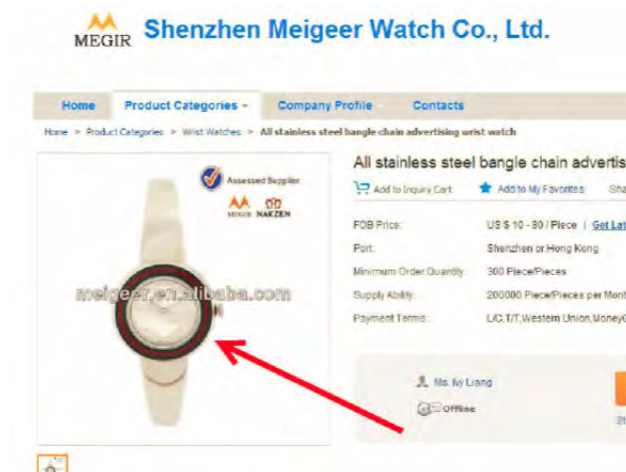 MEGIR Shenzhen Meigeer Watch Co., Ltd.
Home Product Categories Company Profile Contacts
Home > Product Categories > Wrist Watches > All stainless steel bangle chain advertising wrist watch
All stainless steel bangle chain advertis
Assessed Supplier
MEGIR NAKZEN
Add to Inquiry Cart Add to My Favorites Sha
FOB Price: US $ 10 - 80 / Piece | Get Lat
Port: Shenzhen or Hong Kong
Minimum Order Quantity: 300 Piece/Pieces
meigeer.en.alibaba.com
Supply Ability: 200000 Piece/Pieces per Mont
Payment Terms: L/C,T/T,Western Union,Money
Ms. Ivy Liang
Offline